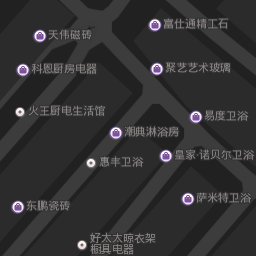 富仕通精工石
天伟磁砖
科恩厨房电器
聚艺艺术玻璃
火王厨电生活馆
易度卫浴
潮典淋浴房
皇家·诺贝尔卫浴
惠丰卫浴
萨米特卫浴
东鹏瓷砖
好太太晾衣架
橱具电器